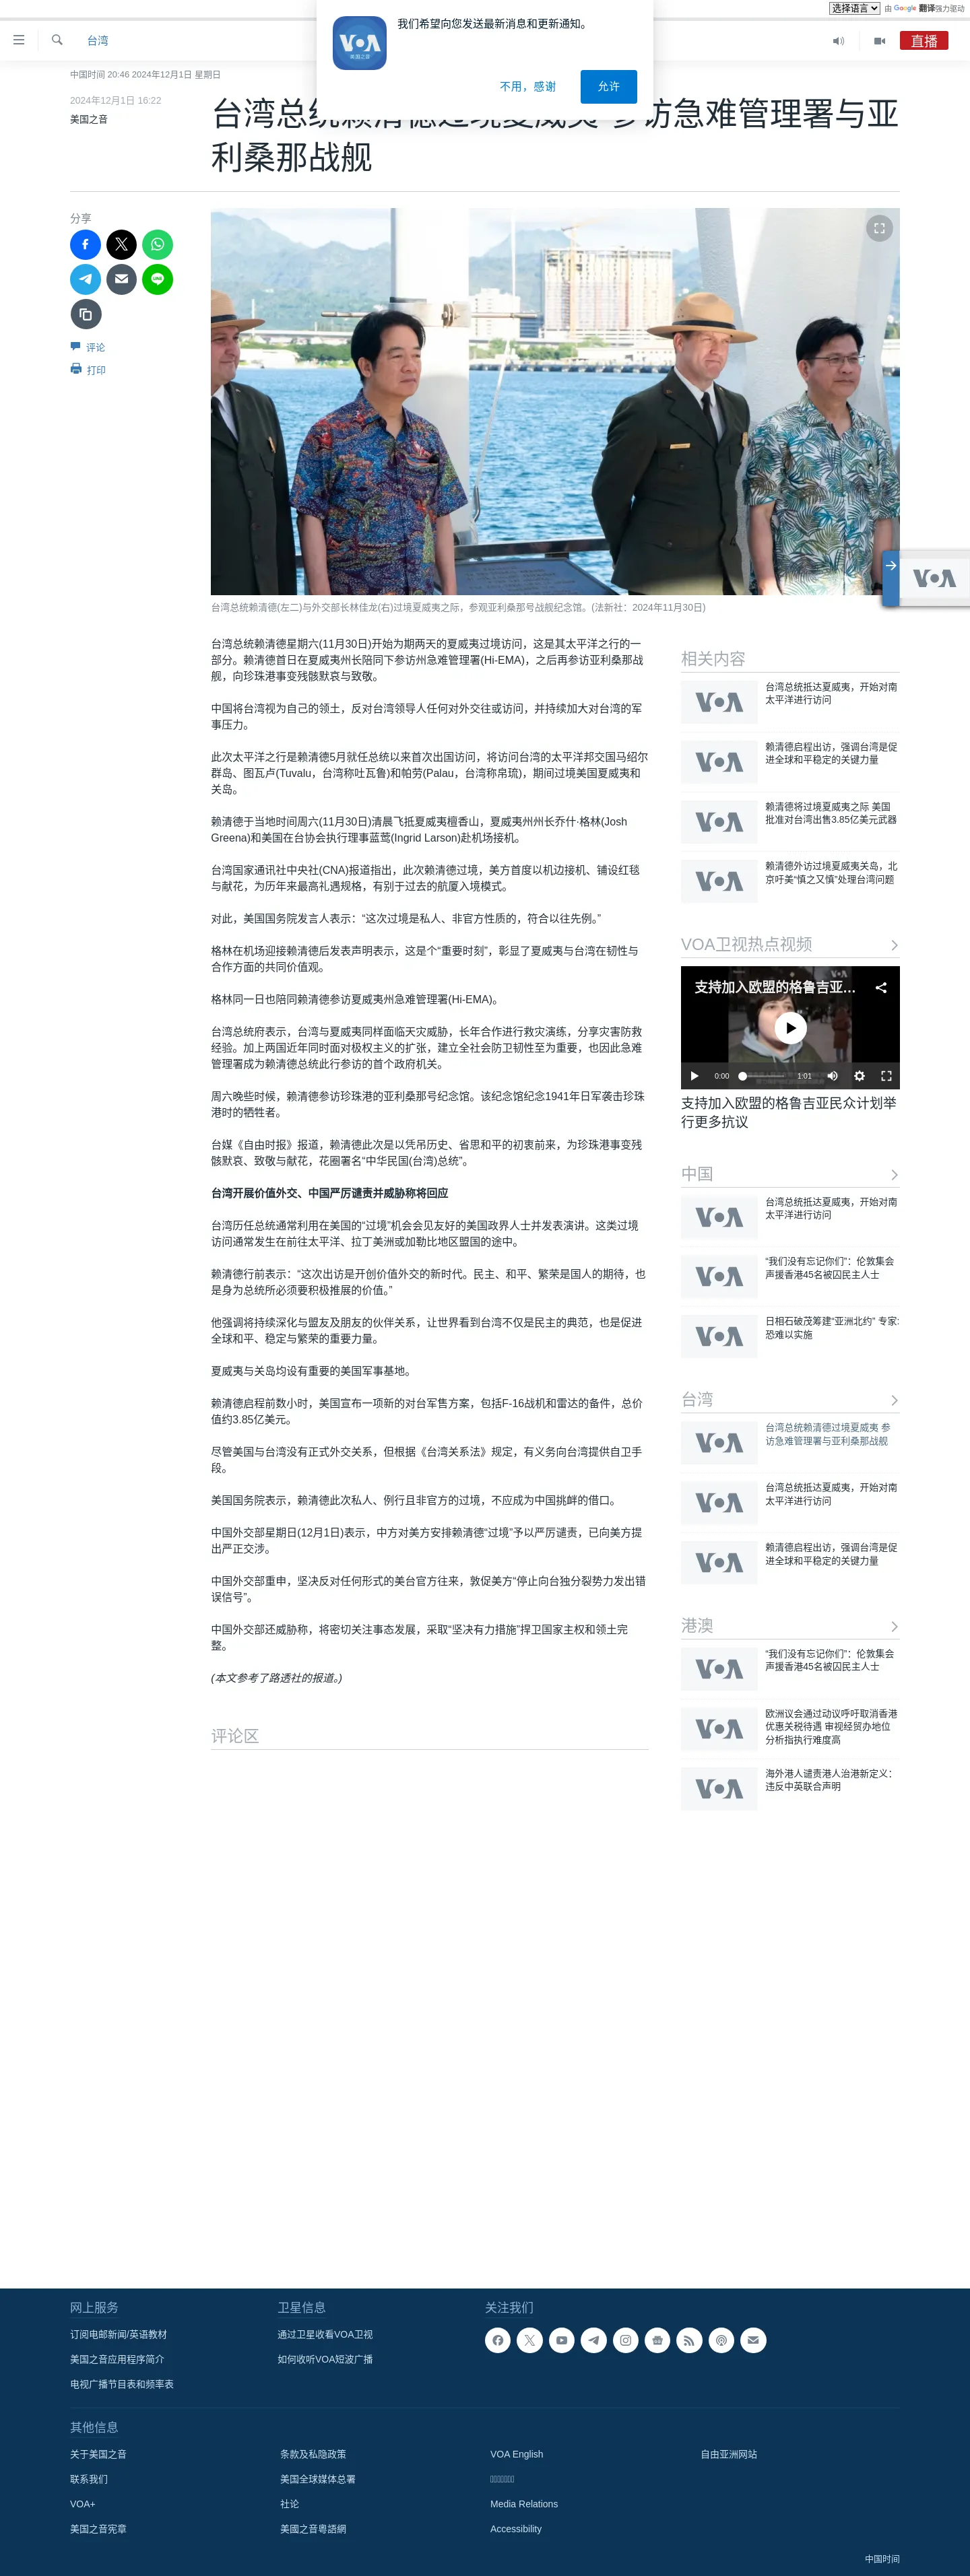 选择语言 由 Google 翻译强力驱动
我们希望向您发送最新消息和更新通知。
VOA
美国之音
不用，感谢
允许
台湾
直播
中国时间 20:46 2024年12月1日 星期日
2024年12月1日 16:22
美国之音
台湾总统赖清德过境夏威夷 参访急难管理署与亚
利桑那战舰
分享
评论
打印
VOA
台湾总统赖清德(左二)与外交部长林佳龙(右)过境夏威夷之际，参观亚利桑那号战舰纪念馆。(法新社：2024年11月30日)
台湾总统赖清德星期六(11月30日)开始为期两天的夏威夷过境访问，这是其太平洋之行的一
部分。赖清德首日在夏威夷州长陪同下参访州急难管理署(Hi-EMA)，之后再参访亚利桑那战
舰，向珍珠港事变残骸默哀与致敬。
中国将台湾视为自己的领土，反对台湾领导人任何对外交往或访问，并持续加大对台湾的军
事压力。
此次太平洋之行是赖清德5月就任总统以来首次出国访问，将访问台湾的太平洋邦交国马绍尔
群岛、图瓦卢(Tuvalu，台湾称吐瓦鲁)和帕劳(Palau，台湾称帛琉)，期间过境美国夏威夷和
关岛。
赖清德于当地时间周六(11月30日)清晨飞抵夏威夷檀香山，夏威夷州州长乔什·格林(Josh
Greena)和美国在台协会执行理事蓝莺(Ingrid Larson)赴机场接机。
台湾国家通讯社中央社(CNA)报道指出，此次赖清德过境，美方首度以机边接机、铺设红毯
与献花，为历年来最高礼遇规格，有别于过去的航厦入境模式。
对此，美国国务院发言人表示：“这次过境是私人、非官方性质的，符合以往先例。”
格林在机场迎接赖清德后发表声明表示，这是个“重要时刻”，彰显了夏威夷与台湾在韧性与
合作方面的共同价值观。
格林同一日也陪同赖清德参访夏威夷州急难管理署(Hi-EMA)。
台湾总统府表示，台湾与夏威夷同样面临天灾威胁，长年合作进行救灾演练，分享灾害防救
经验。加上两国近年同时面对极权主义的扩张，建立全社会防卫韧性至为重要，也因此急难
管理署成为赖清德总统此行参访的首个政府机关。
周六晚些时候，赖清德参访珍珠港的亚利桑那号纪念馆。该纪念馆纪念1941年日军袭击珍珠
港时的牺牲者。
台媒《自由时报》报道，赖清德此次是以凭吊历史、省思和平的初衷前来，为珍珠港事变残
骸默哀、致敬与献花，花圈署名“中华民国(台湾)总统”。
台湾开展价值外交、中国严厉谴责并威胁称将回应
台湾历任总统通常利用在美国的“过境”机会会见友好的美国政界人士并发表演讲。这类过境
访问通常发生在前往太平洋、拉丁美洲或加勒比地区盟国的途中。
赖清德行前表示：“这次出访是开创价值外交的新时代。民主、和平、繁荣是国人的期待，也
是身为总统所必须要积极推展的价值。”
他强调将持续深化与盟友及朋友的伙伴关系，让世界看到台湾不仅是民主的典范，也是促进
全球和平、稳定与繁荣的重要力量。
夏威夷与关岛均设有重要的美国军事基地。
赖清德启程前数小时，美国宣布一项新的对台军售方案，包括F-16战机和雷达的备件，总价
值约3.85亿美元。
尽管美国与台湾没有正式外交关系，但根据《台湾关系法》规定，有义务向台湾提供自卫手
段。
美国国务院表示，赖清德此次私人、例行且非官方的过境，不应成为中国挑衅的借口。
中国外交部星期日(12月1日)表示，中方对美方安排赖清德“过境”予以严厉谴责，已向美方提
出严正交涉。
中国外交部重申，坚决反对任何形式的美台官方往来，敦促美方“停止向台独分裂势力发出错
误信号”。
中国外交部还威胁称，将密切关注事态发展，采取“坚决有力措施”捍卫国家主权和领土完
整。
(本文参考了路透社的报道。)
评论区
相关内容
VOA
台湾总统抵达夏威夷，开始对南
太平洋进行访问
VOA
赖清德启程出访，强调台湾是促
进全球和平稳定的关键力量
VOA
赖清德将过境夏威夷之际 美国
批准对台湾出售3.85亿美元武器
VOA
赖清德外访过境夏威夷关岛，北
京吁美“慎之又慎”处理台湾问题
VOA卫视热点视频
支持加入欧盟的格鲁吉亚...
0:00
1:01
支持加入欧盟的格鲁吉亚民众计划举
行更多抗议
中国
VOA
台湾总统抵达夏威夷，开始对南
太平洋进行访问
VOA
“我们没有忘记你们”：伦敦集会
声援香港45名被囚民主人士
VOA
日相石破茂筹建“亚洲北约” 专家:
恐难以实施
台湾
VOA
台湾总统赖清德过境夏威夷 参
访急难管理署与亚利桑那战舰
VOA
台湾总统抵达夏威夷，开始对南
太平洋进行访问
VOA
赖清德启程出访，强调台湾是促
进全球和平稳定的关键力量
港澳
VOA
“我们没有忘记你们”：伦敦集会
声援香港45名被囚民主人士
VOA
欧洲议会通过动议呼吁取消香港
优惠关税待遇 审视经贸办地位
分析指执行难度高
VOA
海外港人谴责港人治港新定义：
违反中英联合声明
网上服务
订阅电邮新闻/英语教材
美国之音应用程序简介
电视广播节目表和频率表
卫星信息
通过卫星收看VOA卫视
如何收听VOA短波广播
关注我们
其他信息
关于美国之音
联系我们
VOA+
美国之音宪章
条款及私隐政策
美国全球媒体总署
社论
美國之音粵語網
VOA English
Media Relations
Accessibility
自由亚洲网站
中国时间